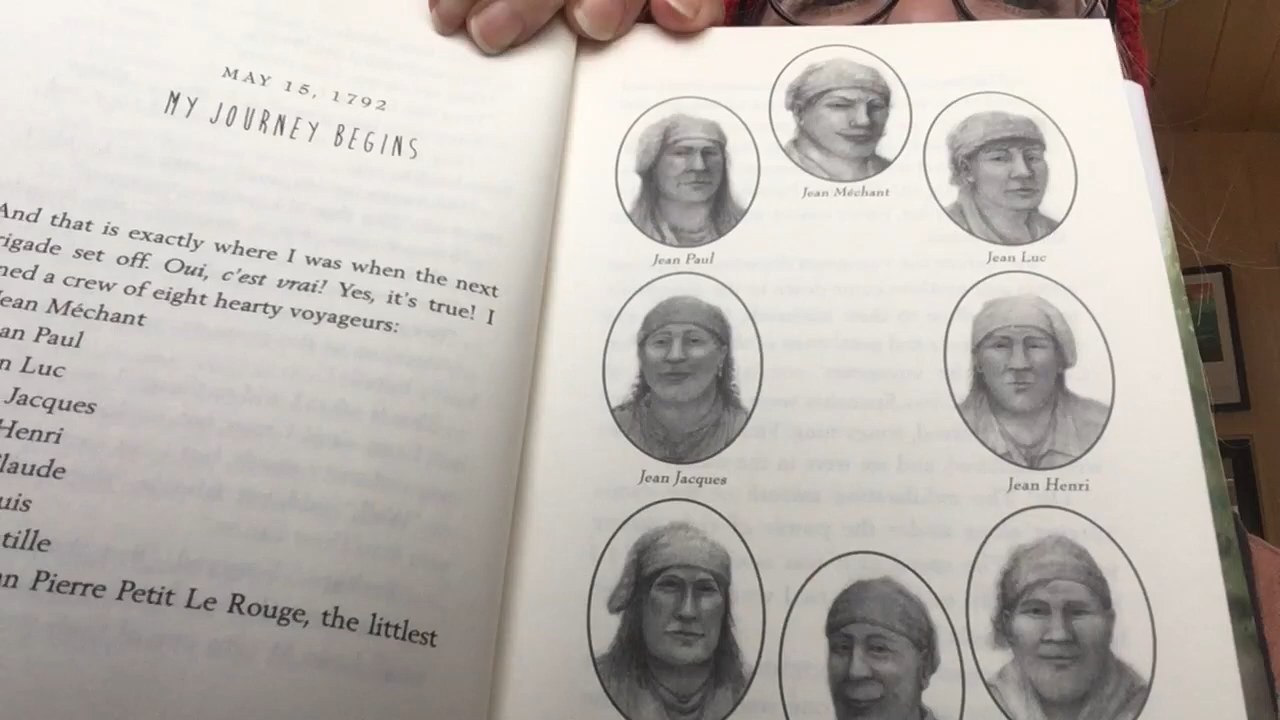 MAY 15, 1792
MY JOURNEY BEGINS
And that is exactly where I was when the next
rigade set off. Oui, c'est vrai! Yes, it's true! I
ned a crew of eight hearty voyageurs:
Jean Méchant
an Paul
n Luc
Jacques
Henri
laude
uis
tille
an Pierre Petit Le Rouge, the littlest
Jean Méchant
Jean Paul
Jean Luc
Jean Jacques
Jean Henri